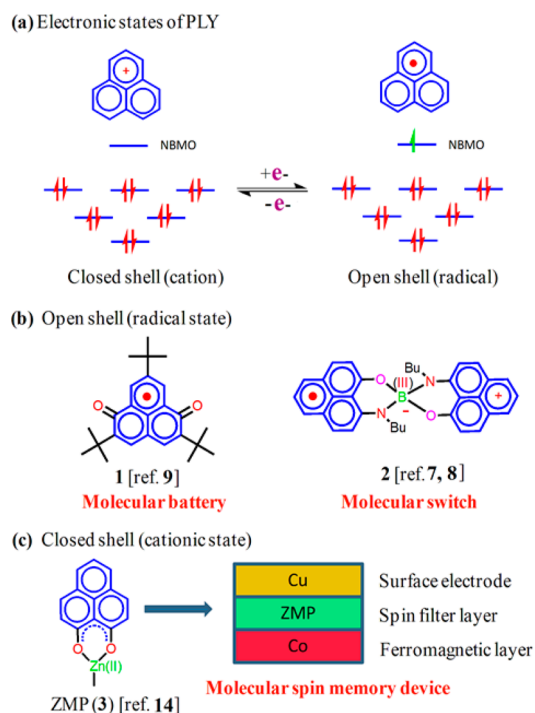 (a) Electronic states of PLY
+
NBMO
NBMO
+e-
-e-
Closed shell (cation)
Open shell (radical)
(b) Open shell (radical state)
O
O
1 [ref. 9]
Molecular battery
Bu
O
(III)
N
B
-
N
O
Bu
+
2 [ref. 7, 8]
Molecular switch
(c) Closed shell (cationic state)
O
O
Zn(II)
ZMP (3) [ref. 14]
Cu
Surface electrode
ZMP
Spin filter layer
Co
Ferromagnetic layer
Molecular spin memory device